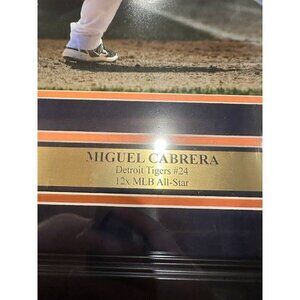 MIGUEL CABRERA
Detroit Tigers #24
12x MLB All-Star